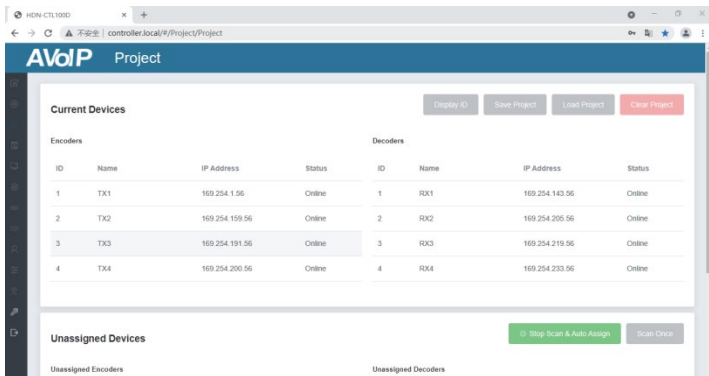 HDN-CTL100D
不安全 controller.local/#/Project/Project
AVoIP Project
Current Devices
Display ID Save Project Load Project Clear Project
Encoders Decoders
ID Name IP Address Status ID Name IP Address Status
1 TX1 169.254.1.56 Online 1 RX1 169.254.143.56 Online
2 TX2 169.254.159.56 Online 2 RX2 169.254.205.56 Online
3 TX3 169.254.191.56 Online 3 RX3 169.254.219.56 Online
4 TX4 169.254.200.56 Online 4 RX4 169.254.233.56 Online
Unassigned Devices
Stop Scan & Auto Assign Scan Once
Unassigned Encoders Unassigned Decoders